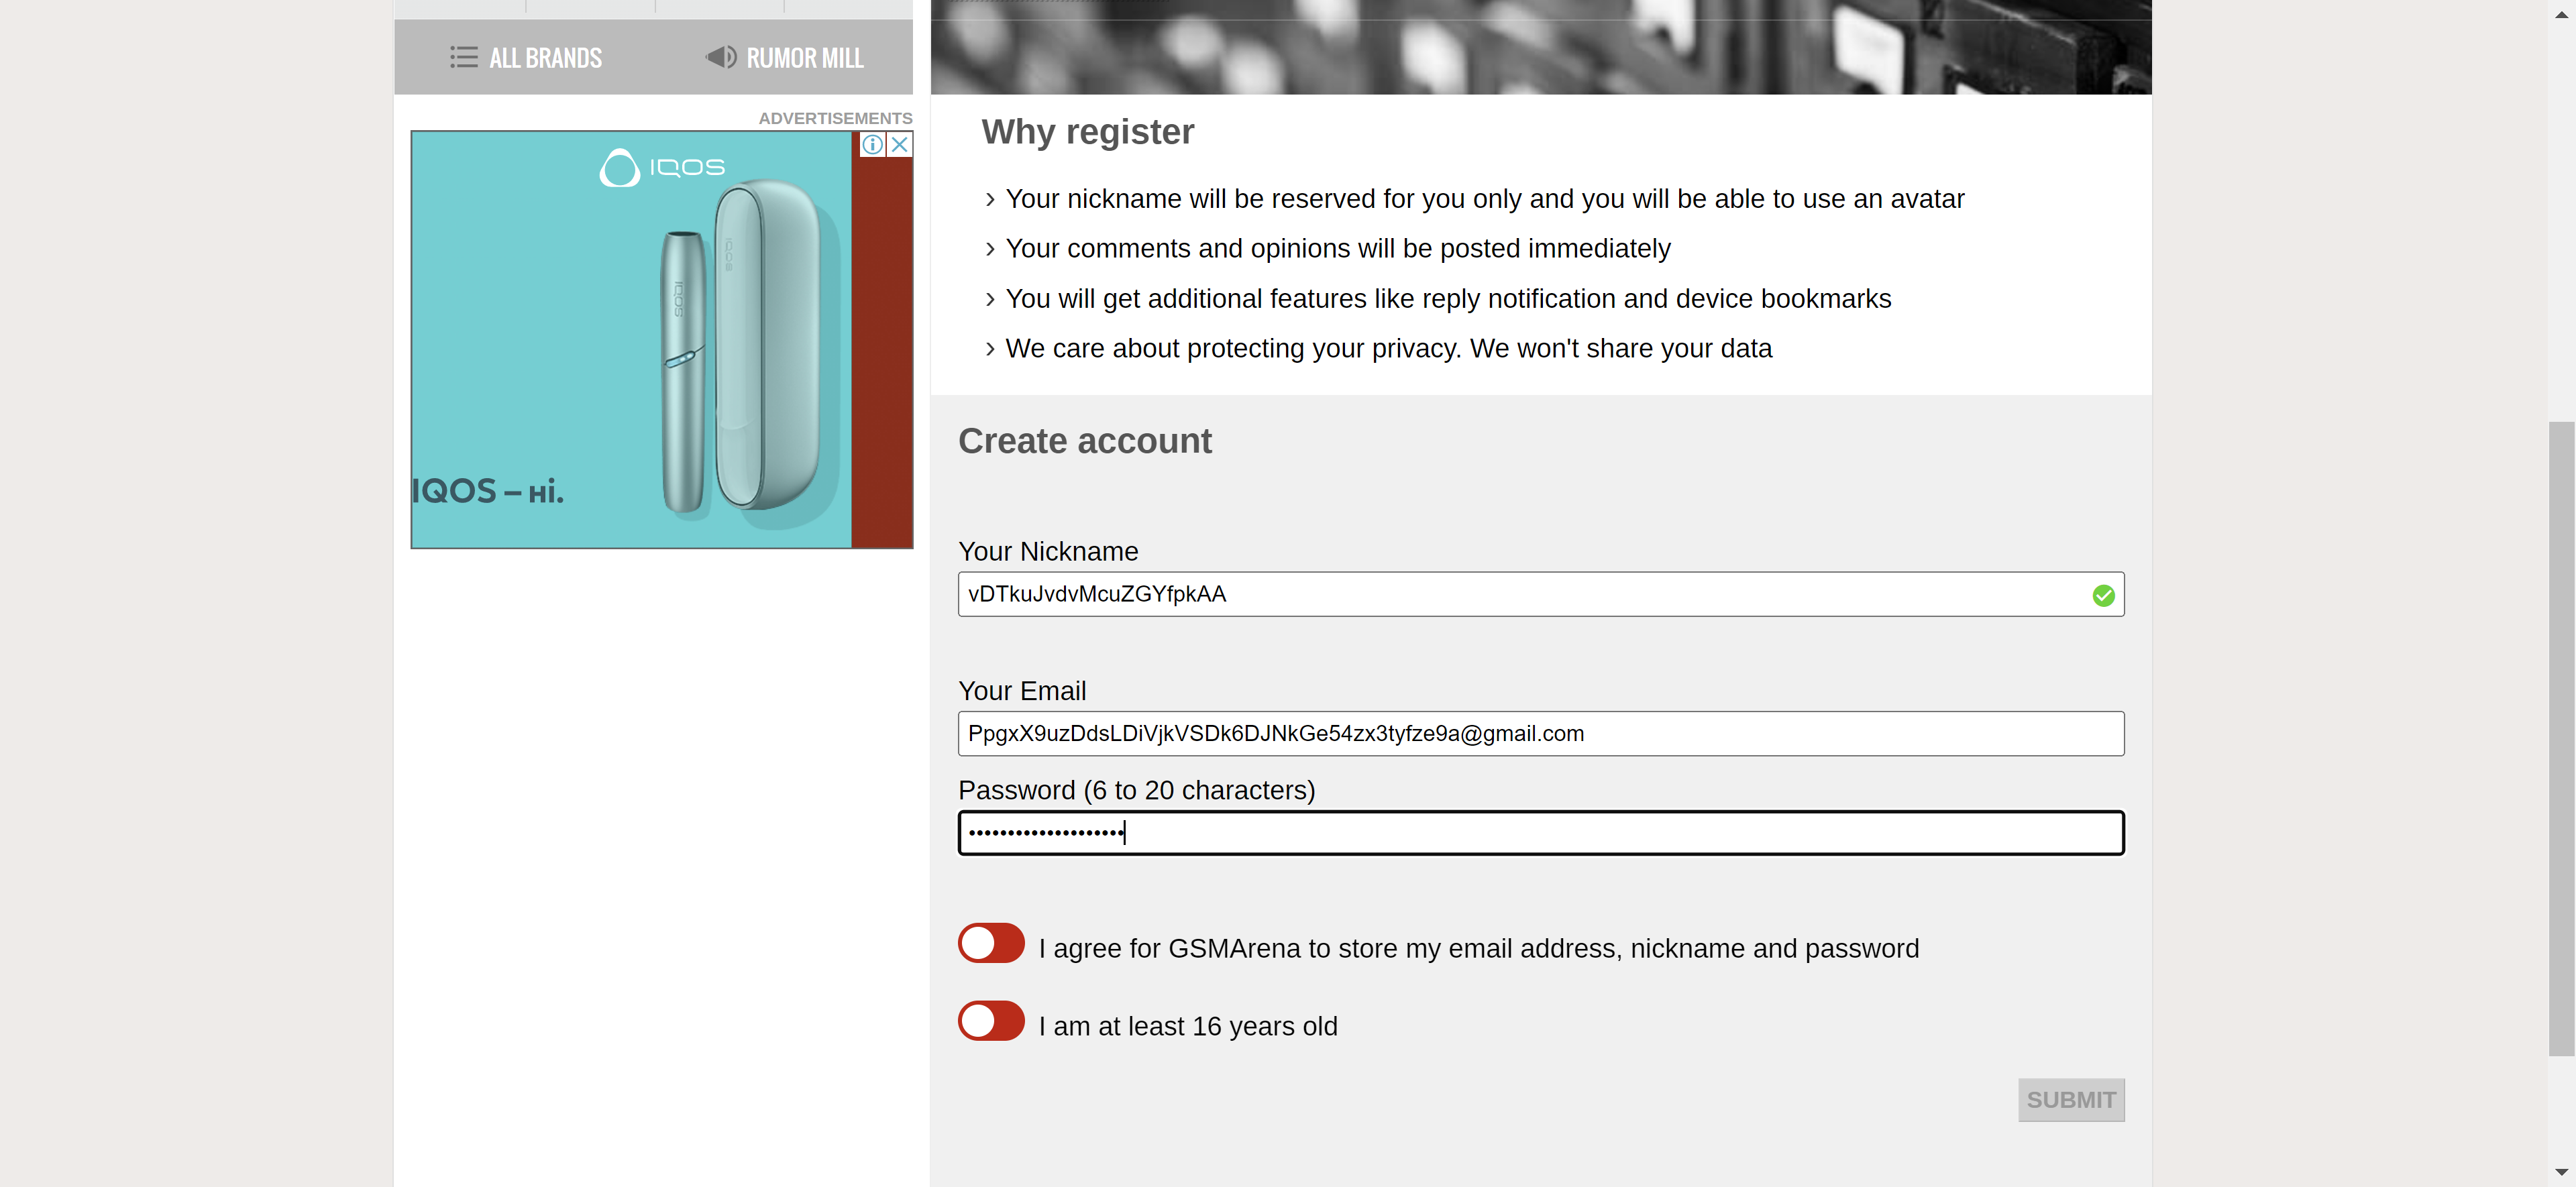 ALL BRANDS
RUMOR MILL
ADVERTISEMENTS
IQOS
IQOS
IQOS
IQOS – ні.
Why register
Your nickname will be reserved for you only and you will be able to use an avatar
Your comments and opinions will be posted immediately
You will get additional features like reply notification and device bookmarks
We care about protecting your privacy. We won't share your data
Create account
Your Nickname
vDTkuJvdvMcuZGYfpkAA
Your Email
PpgxX9uzDdsLDiVjkVSDk6DJNkGe54zx3tyfze9a@gmail.com
Password (6 to 20 characters)
••••••••••••••••••••
I agree for GSMArena to store my email address, nickname and password
I am at least 16 years old
SUBMIT